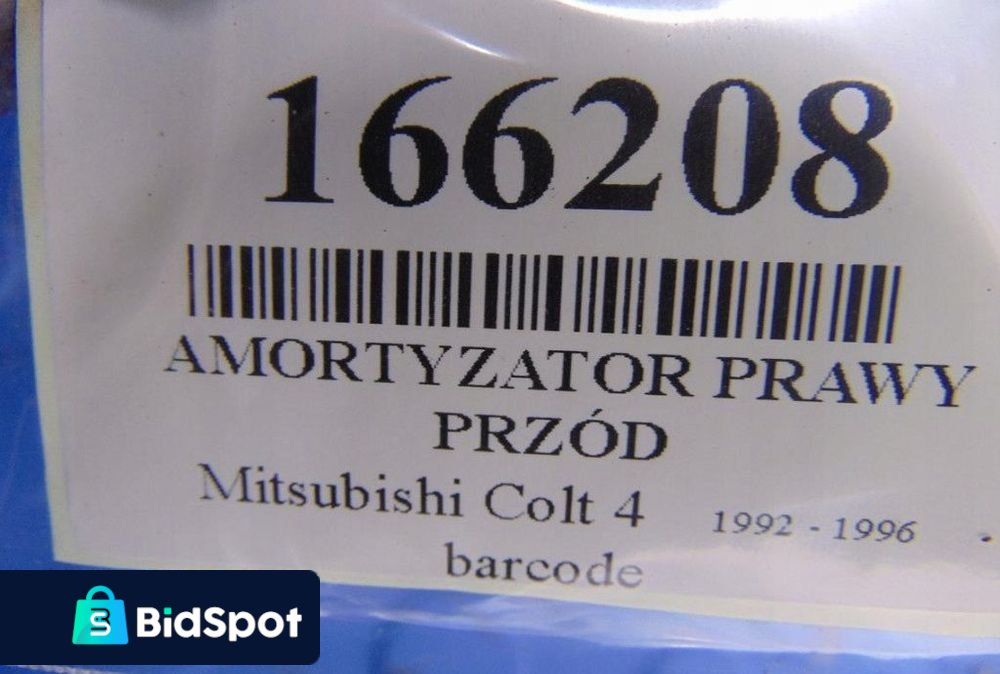 166208
AMORTYZATOR PRAWY
PRZÓD
Mitsubishi Colt 4 1992 - 1996
barcode
BidSpot